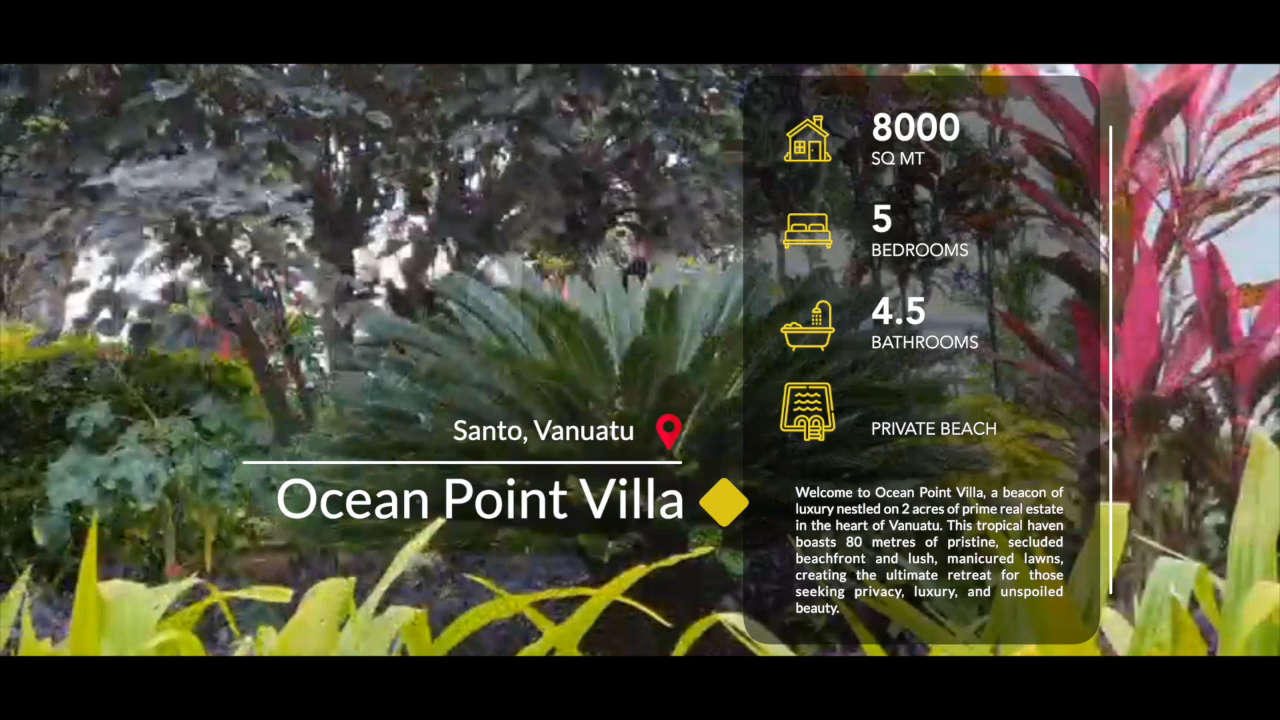 Santo, Vanuatu
Ocean Point Villa
8000
SQ MT
5
BEDROOMS
4.5
BATHROOMS
PRIVATE BEACH
Welcome to Ocean Point Villa, a beacon of
luxury nestled on 2 acres of prime real estate
in the heart of Vanuatu. This tropical haven
boasts 80 metres of pristine, secluded
beachfront and lush, manicured lawns,
creating the ultimate retreat for those
seeking privacy, luxury, and unspoiled
beauty.